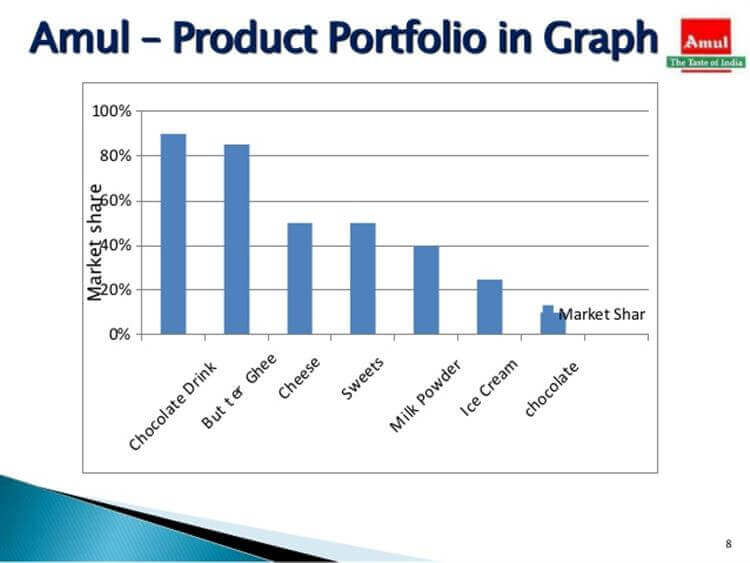 Amul – Product Portfolio in Graph
Amul
The Taste of India
Market share
100%
80%
60%
40%
20%
0%
Market Shar
Chocolate Drink
But t er Ghee
Cheese
Sweets
Milk Powder
Ice Cream
chocolate
8